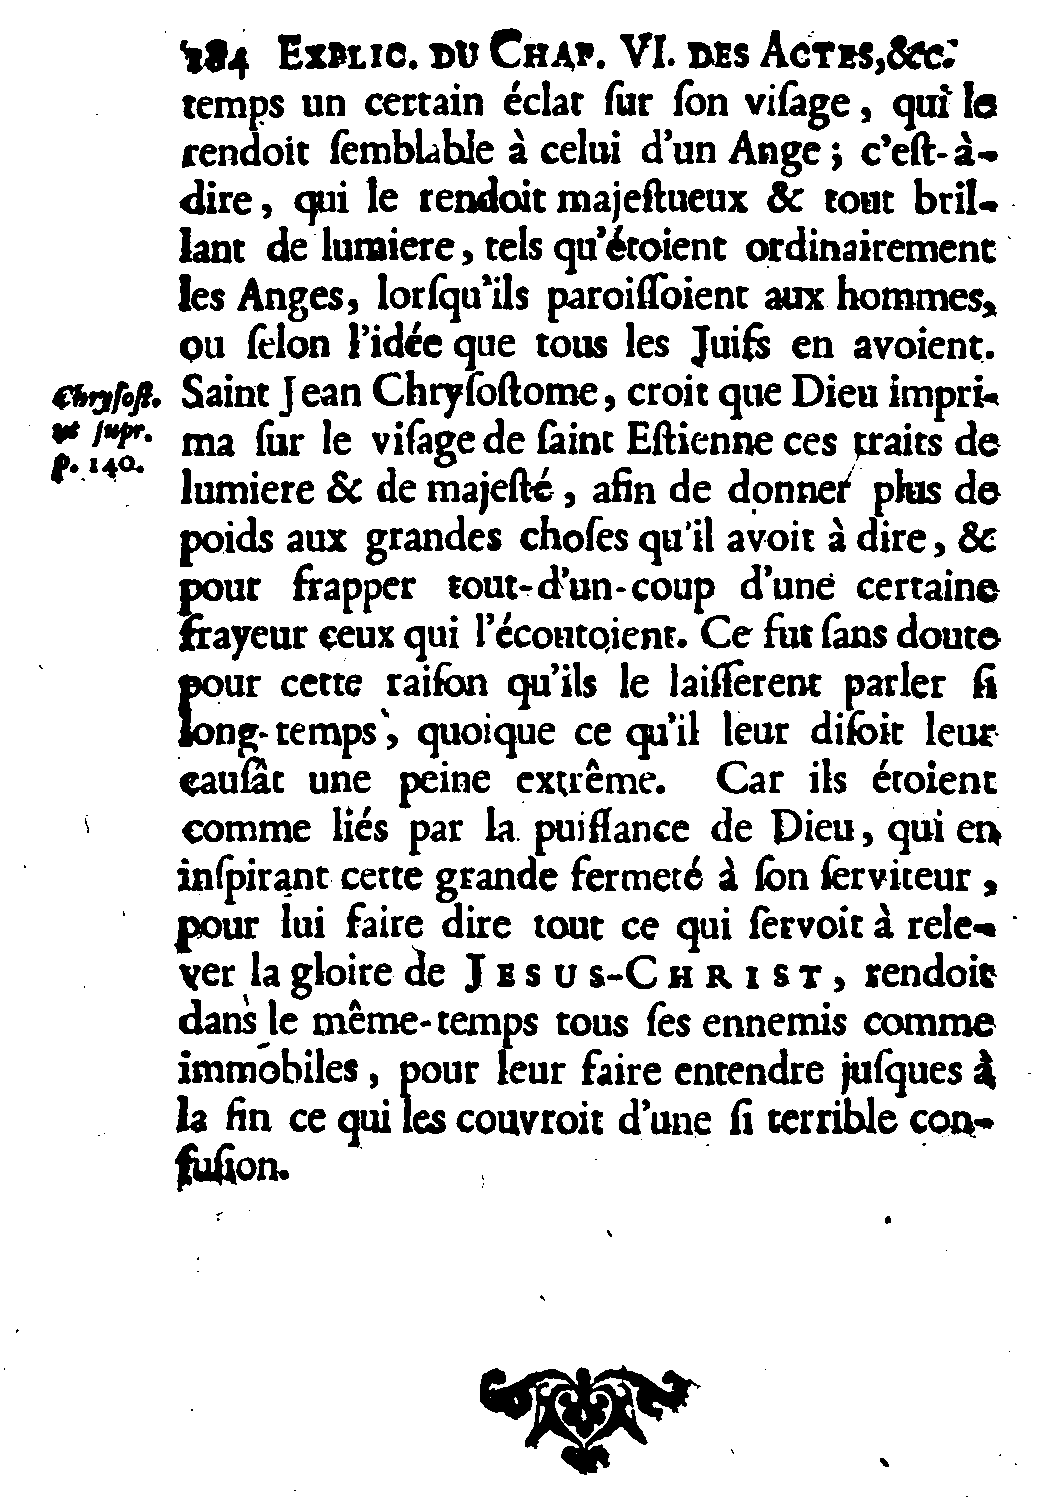 184 EXPLIC. DU CHAP. VI. DES ACTES, &c.
temps un certain éclat ſur ſon viſage, qui le
rendoit ſemblable à celui d'un Ange; c'eſt-à-
dire, qui le rendoit majeſtueux & tout bril-
lant de lumiere, tels qu'étoient ordinairement
les Anges, lorſqu'ils paroiſſoient aux hommes,
ou ſelon l'idée que tous les Juifs en avoient.
Saint Jean Chryſoſtome, croit que Dieu impri-
Chryſoſt.
ut ſupr.
p. 140.
ma ſur le viſage de ſaint Eſtienne ces traits de
lumiere & de majeſté, afin de donner plus de
poids aux grandes choſes qu'il avoit à dire, &
pour frapper tout-d'un-coup d'une certaine
frayeur ceux qui l'écoutoient. Ce fut ſans doute
pour cette raiſon qu'ils le laiſſerent parler ſi
long-temps, quoique ce qu'il leur diſoit leur
cauſât une peine extrême. Car ils étoient
comme liés par la puiſſance de Dieu, qui en
inſpirant cette grande fermeté à ſon ſerviteur,
pour lui faire dire tout ce qui ſervoit à rele-
ver la gloire de JESUS-CHRIST, rendoit
dans le même-temps tous ſes ennemis comme
immobiles, pour leur faire entendre juſques à
la fin ce qui les couvroit d'une ſi terrible con-
fuſion.